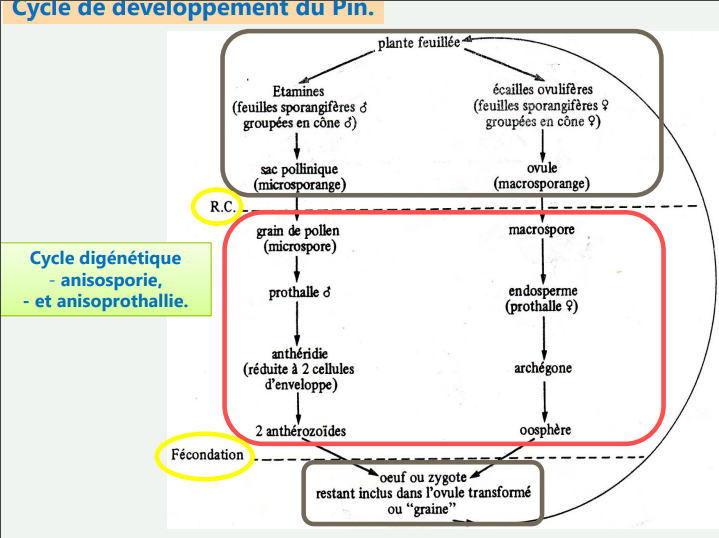 Cycle de développement du Pin.
plante feuillée
Etamines
(feuilles sporangifères ♂
groupées en cône ♂)
écailles ovulifères
(feuilles sporangifères ♀
groupées en cône ♀)
sac pollinique
(microsporange)
ovule
(macrosporange)
R.C.
grain de pollen
(microspore)
macrospore
Cycle digénétique
- anisosporie,
- et anisoprothallie.
prothalle ♂
endosperme
(prothalle ♀)
anthéridie
(réduite à 2 cellules
d'enveloppe)
archégone
2 anthérozoïdes
oosphère
Fécondation
oeuf ou zygote
restant inclus dans l'ovule transformé
ou "graine"